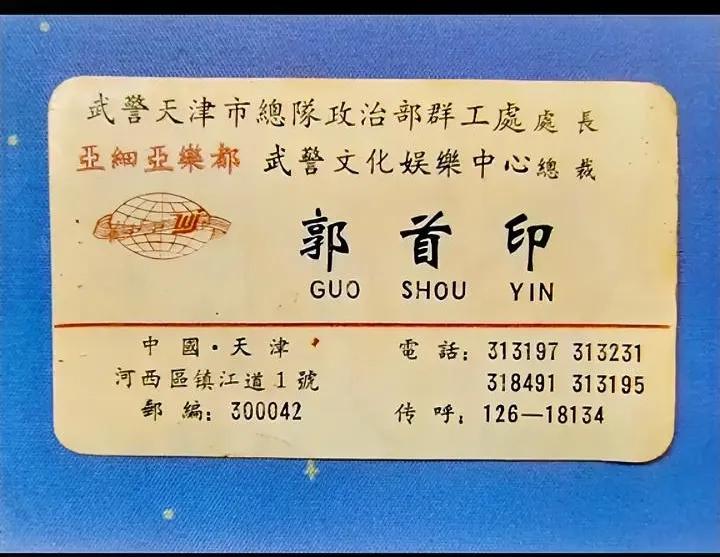 武警天津市總隊政治部群工處處長
亞細亞樂都 武警文化娱樂中心總裁
郭首印
GUO SHOU YIN
中國·天津
河西區镇江道1號
郵編：300042
電話：313197 313231
318491 313195
传呼：126—18134